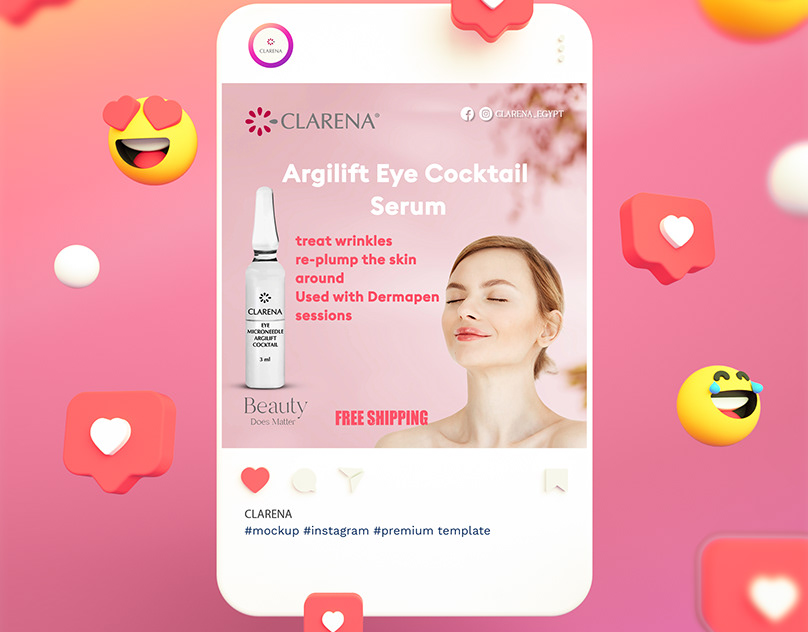 CLARENA
CLARENA®
CLARENA_EGYPT
Argilift Eye Cocktail
Serum
treat wrinkles
re-plump the skin
around
Used with Dermapen
sessions
CLARENA
EYE
MICRONEEDLE
ARGILIFT
COCKTAIL
3 ml
Beauty
Does Matter
FREE SHIPPING
CLARENA
#mockup #instagram #premium template